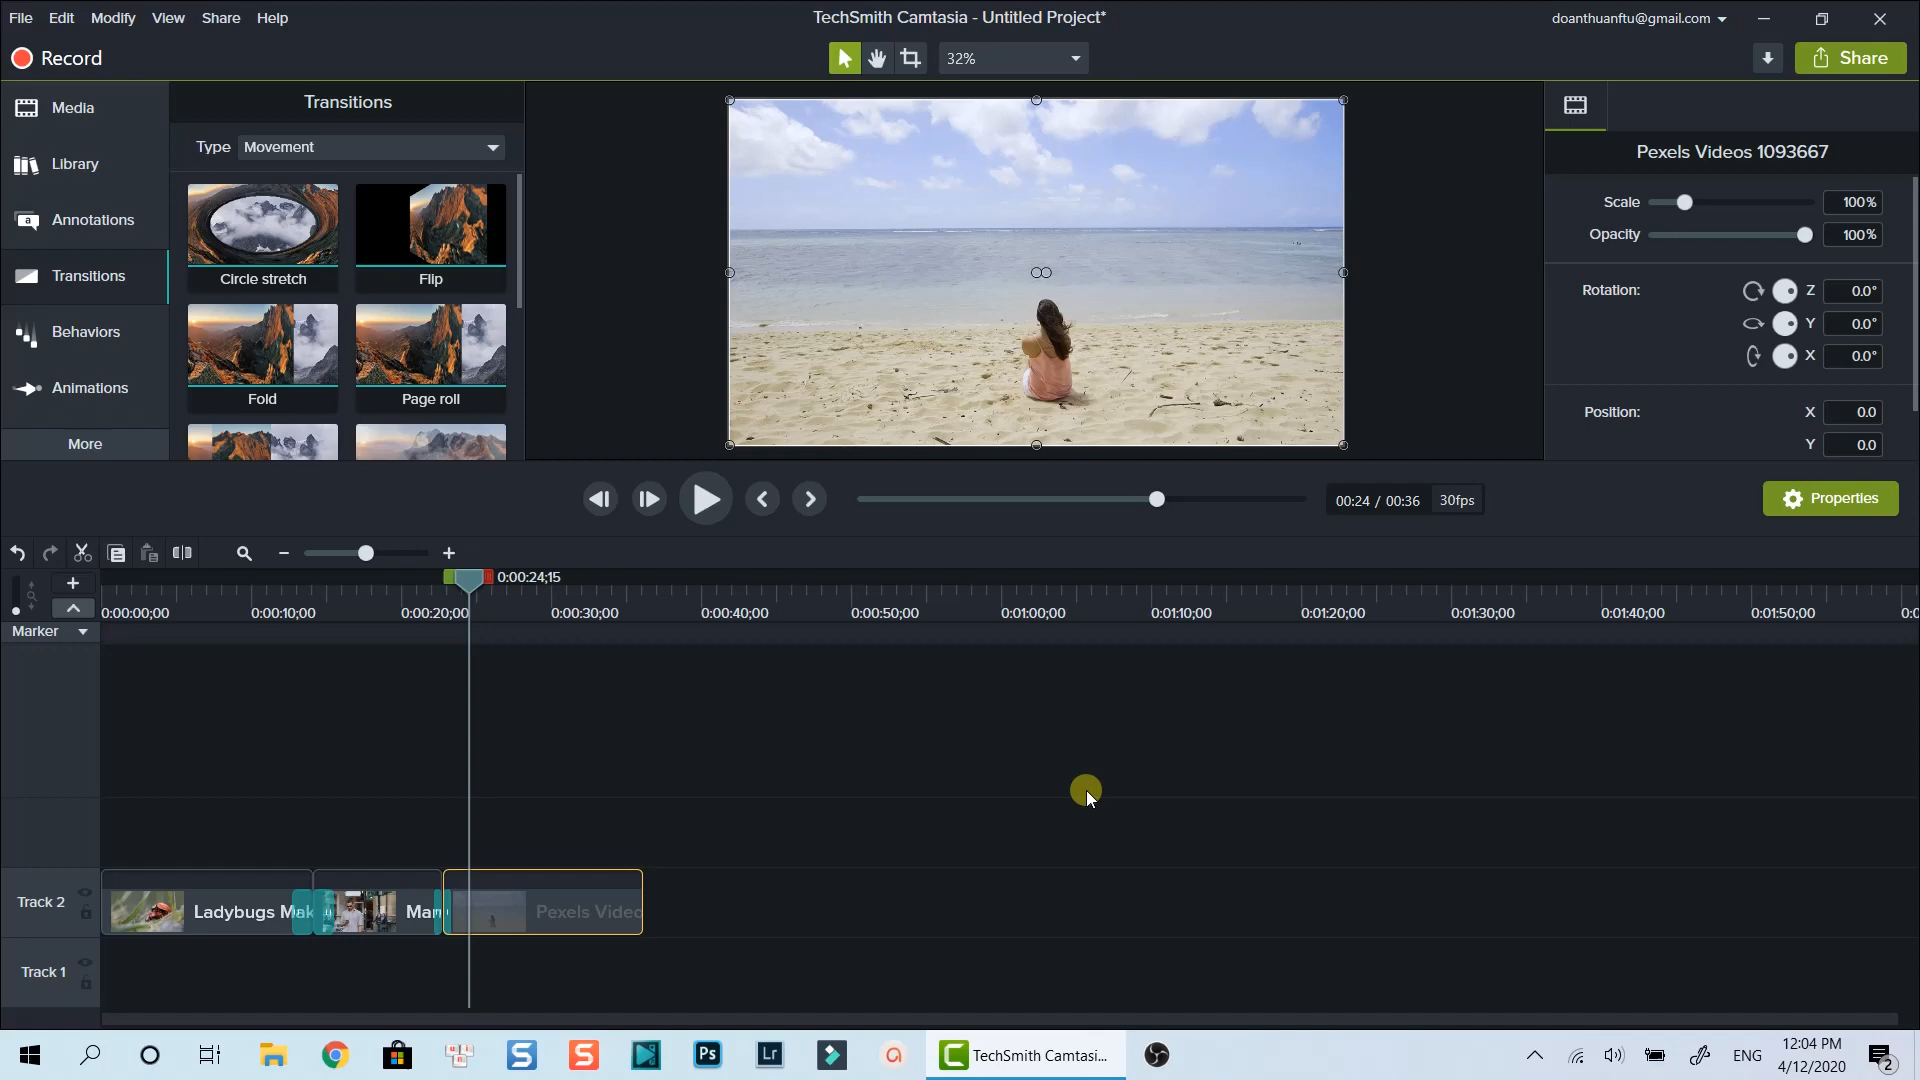 File Edit Modify View Share Help
TechSmith Camtasia - Untitled Project*
doanthuanftu@gmail.com
Record
32%
Share
Media
Library
Annotations
Transitions
Behaviors
Animations
More
Transitions
Type Movement
Circle stretch
Flip
Fold
Page roll
Pexels Videos 1093667
Scale 100%
Opacity 100%
Rotation: Z 0.0°
Y 0.0°
X 0.0°
Position: X 0.0
Y 0.0
00:24 / 00:36 30fps
Properties
0:00:24;15
0:00:00;00 0:00:10;00 0:00:20;00 0:00:30;00 0:00:40;00 0:00:50;00 0:01:00;00 0:01:10;00 0:01:20;00 0:01:30;00 0:01:40;00 0:01:50;00 0:0
Marker
Track 2
Ladybugs Mak
Man
Pexels Video
Track 1
Ps
Lr
TechSmith Camtasi...
ENG
12:04 PM
4/12/2020
2